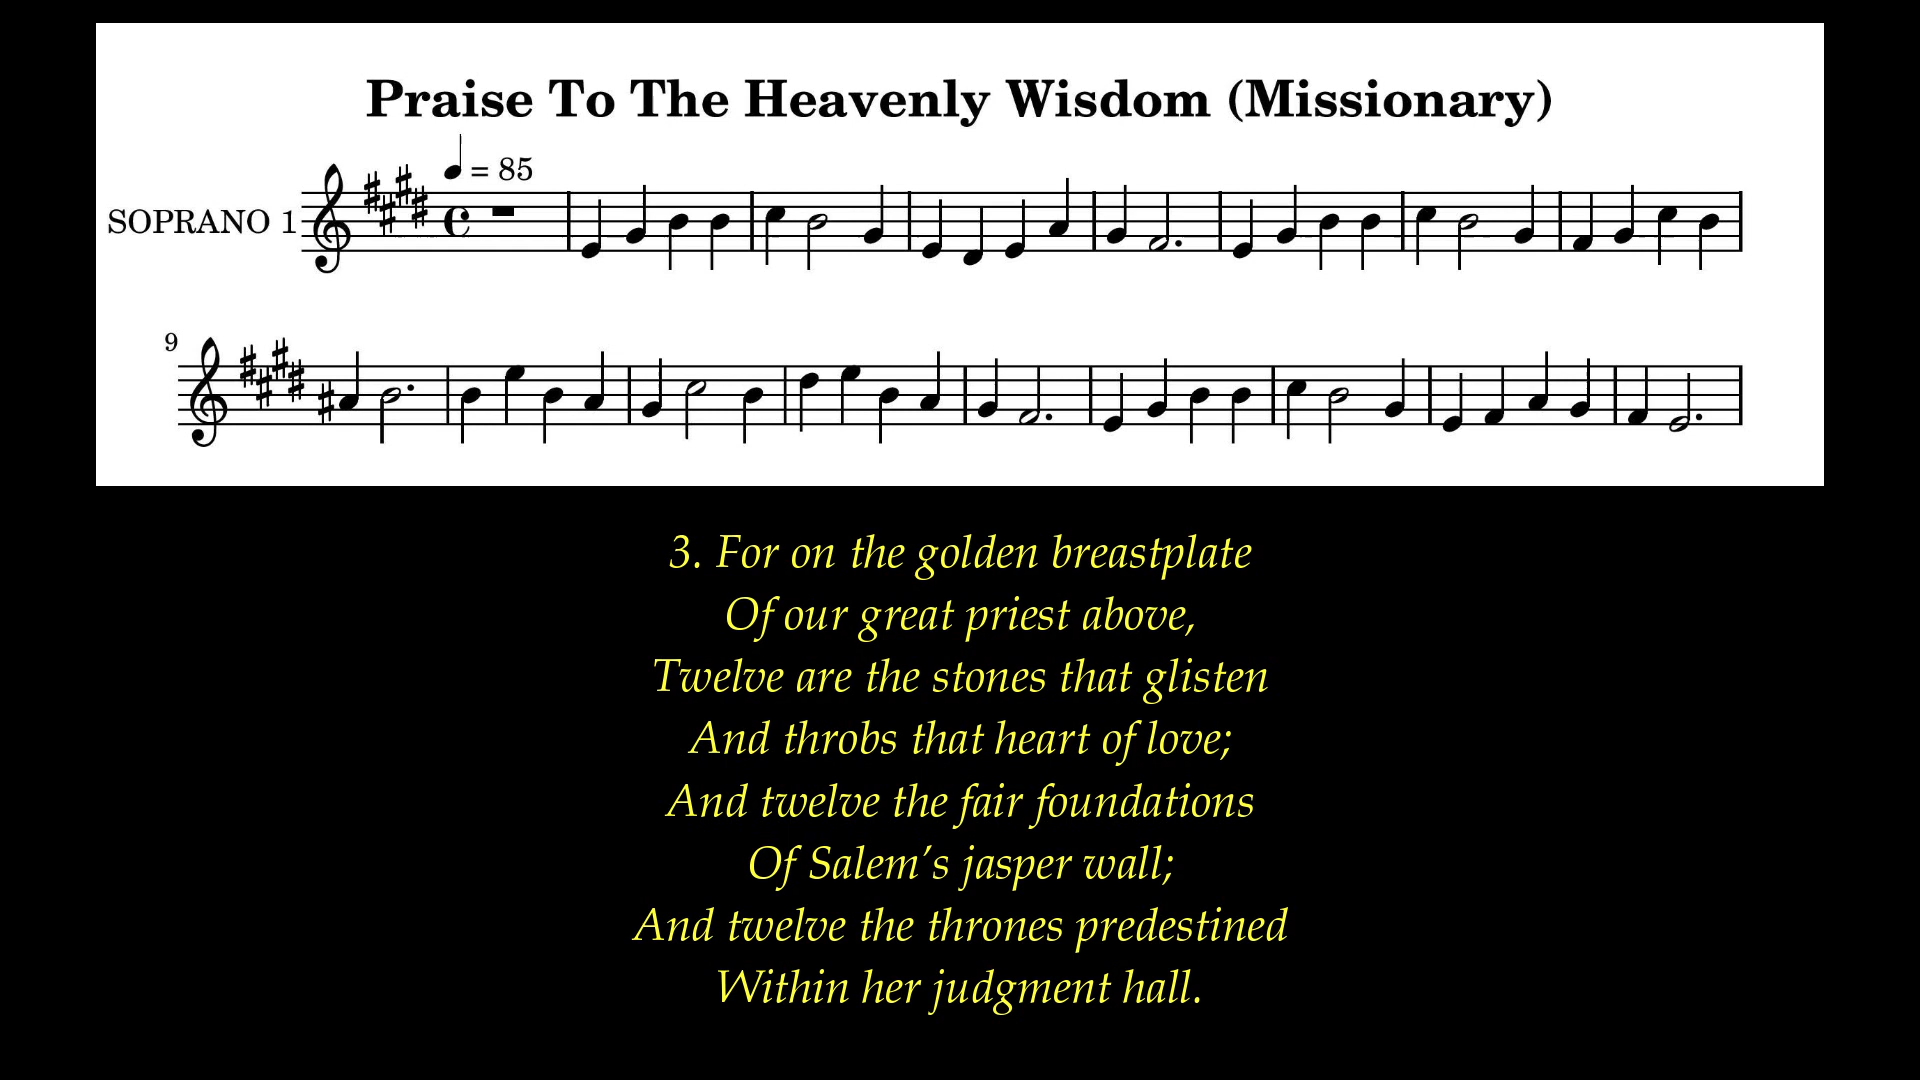 Praise To The Heavenly Wisdom (Missionary)
= 85
SOPRANO 1
9
3. For on the golden breastplate
Of our great priest above,
Twelve are the stones that glisten
And throbs that heart of love;
And twelve the fair foundations
Of Salem’s jasper wall;
And twelve the thrones predestined
Within her judgment hall.